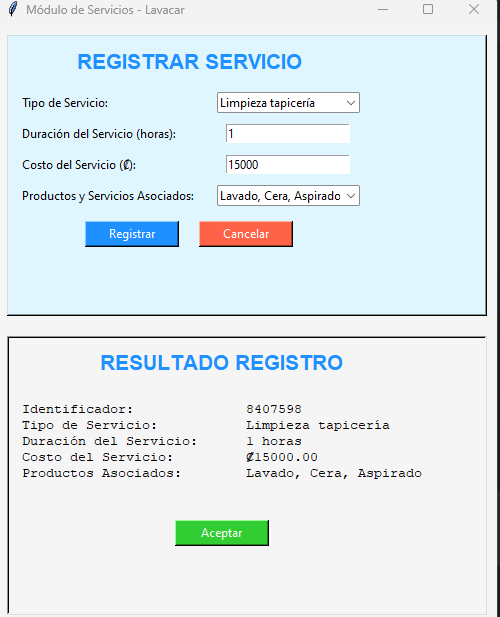 Módulo de Servicios - Lavacar
REGISTRAR SERVICIO
Tipo de Servicio: Limpieza tapicería
Duración del Servicio (horas): 1
Costo del Servicio (₡): 15000
Productos y Servicios Asociados: Lavado, Cera, Aspirado
Registrar Cancelar
RESULTADO REGISTRO
Identificador: 8407598
Tipo de Servicio: Limpieza tapicería
Duración del Servicio: 1 horas
Costo del Servicio: ₡15000.00
Productos Asociados: Lavado, Cera, Aspirado
Aceptar